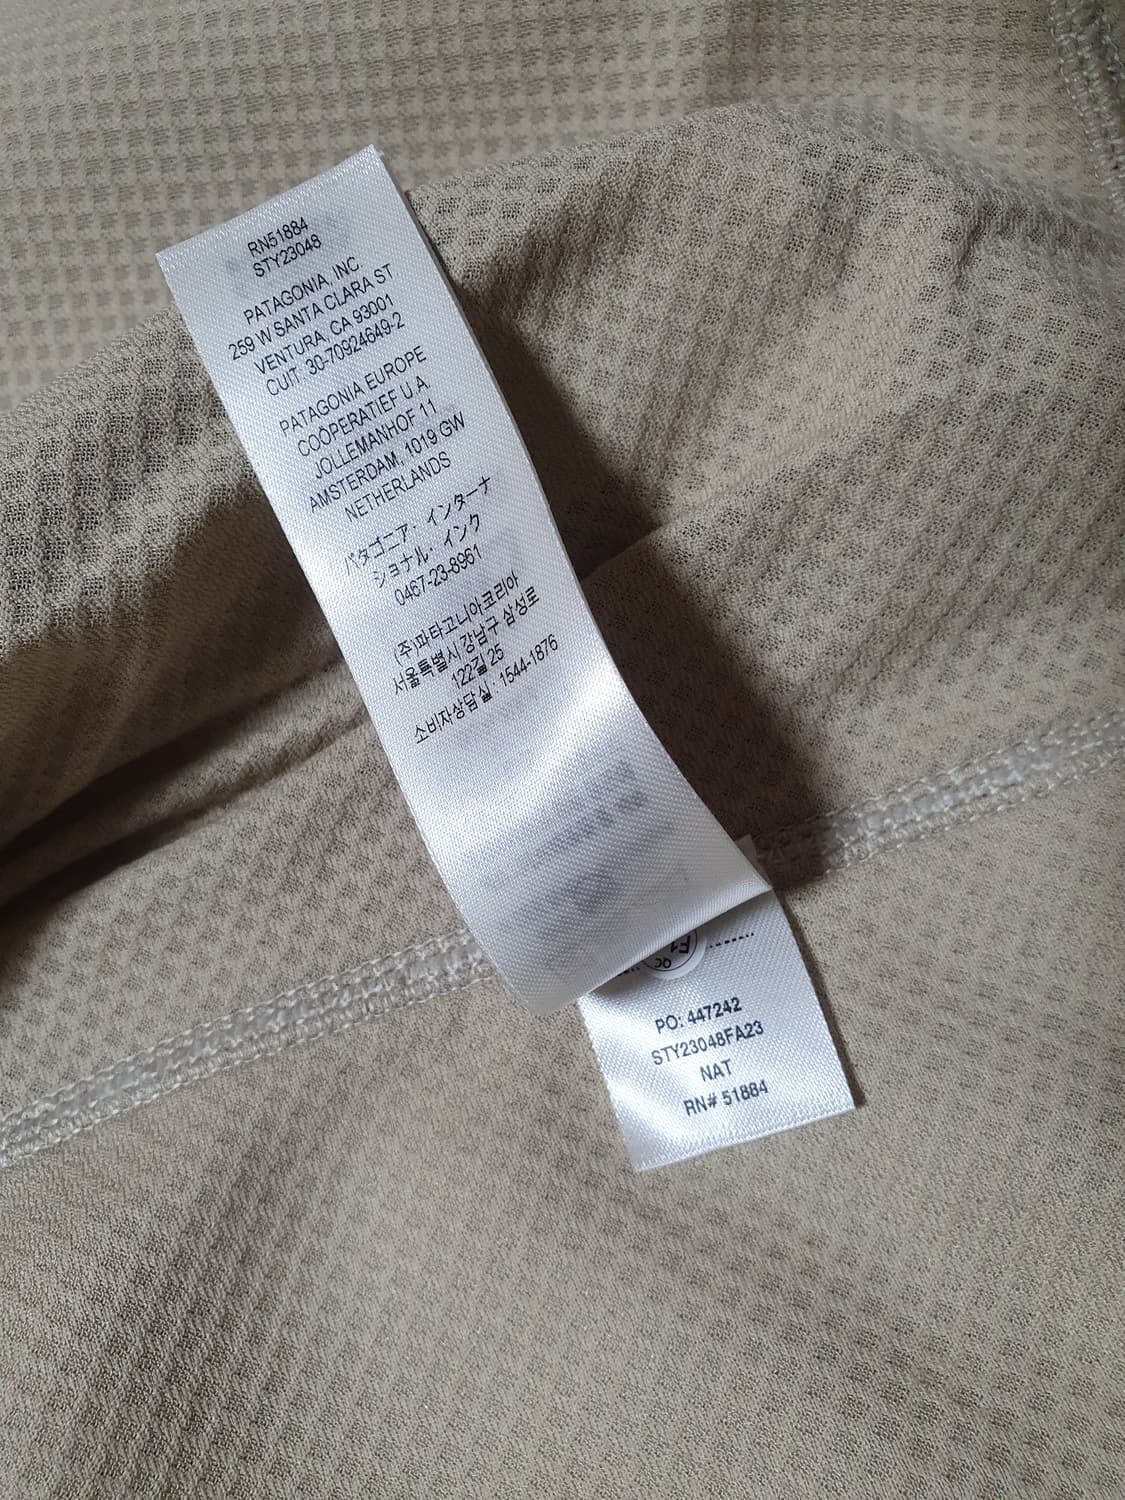 RN51884
STY23048
PATAGONIA, INC
259 W SANTA CLARA ST
VENTURA, CA 93001
CUIT. 30-70924649-2
PATAGONIA EUROPE
COÖPERATIEF U.A.
JOLLEMANHOF 11
AMSTERDAM, 1019 GW
NETHERLANDS
パタゴニア・インターナ
ショナル・インク
0467-23-8961
(주)파타고니아코리아
서울특별시 강남구 삼성로
122길 25
소비자상담실: 1544-1876
QC
F1
PO: 447242
STY23048FA23
NAT
RN# 51884